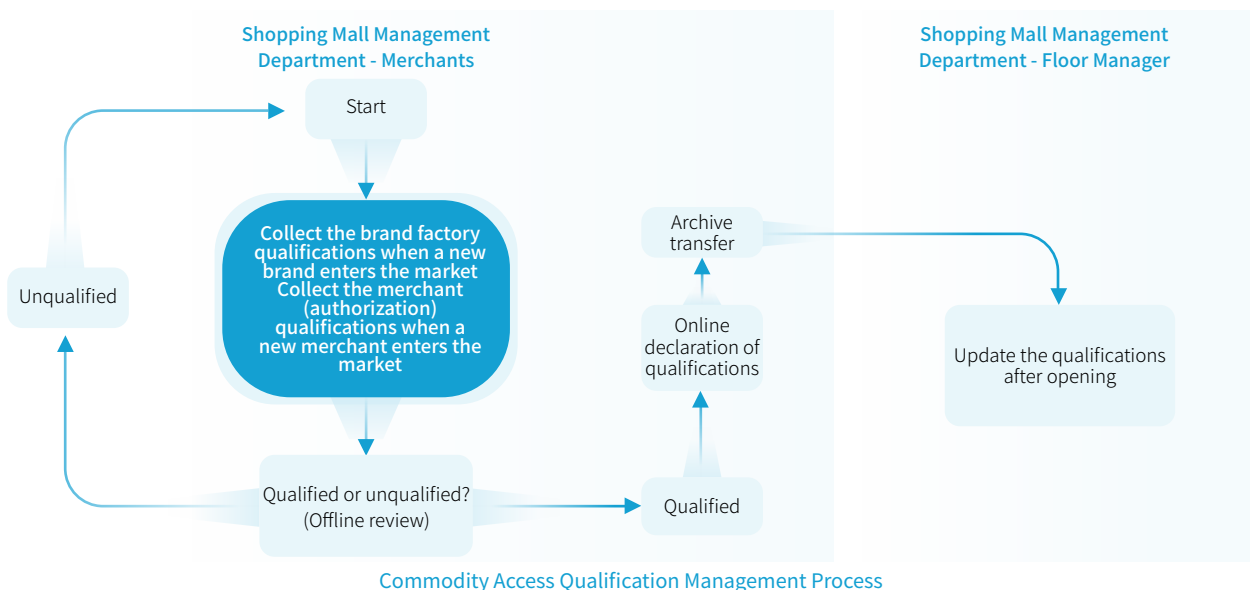 Shopping Mall Management
Department - Merchants
Shopping Mall Management
Department - Floor Manager
Start
Collect the brand factory
qualifications when a new
brand enters the market
Collect the merchant
(authorization)
qualifications when a
new merchant enters the
market
Unqualified
Qualified or unqualified?
(Offline review)
Qualified
Online
declaration of
qualifications
Archive
transfer
Update the qualifications
after opening
Commodity Access Qualification Management Process